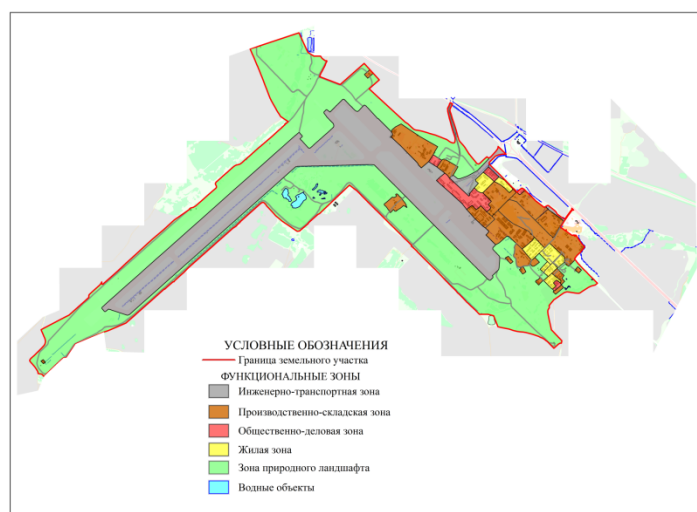 УСЛОВНЫЕ ОБОЗНАЧЕНИЯ
Граница земельного участка
ФУНКЦИОНАЛЬНЫЕ ЗОНЫ
Инженерно-транспортная зона
Производственно-складская зона
Общественно-деловая зона
Жилая зона
Зона природного ландшафта
Водные объекты